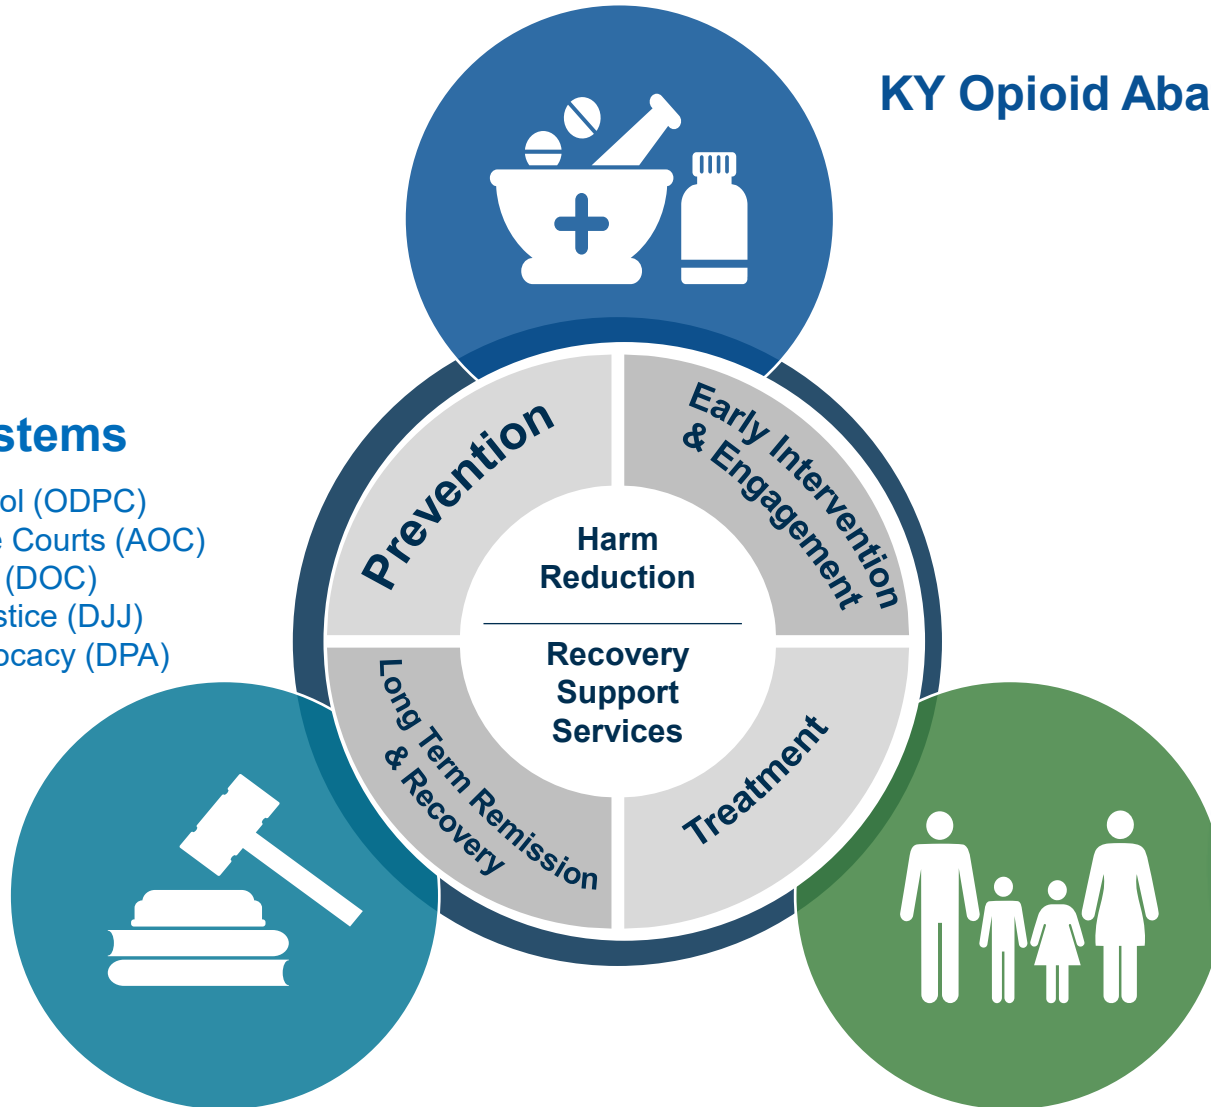 KY Opioid Aba
stems
ol (ODPC)
e Courts (AOC)
(DOC)
stice (DJJ)
ocacy (DPA)
Prevention
Early Intervention
& Engagement
Harm
Reduction
Recovery
Support
Services
Long Term Remission
& Recovery
Treatment